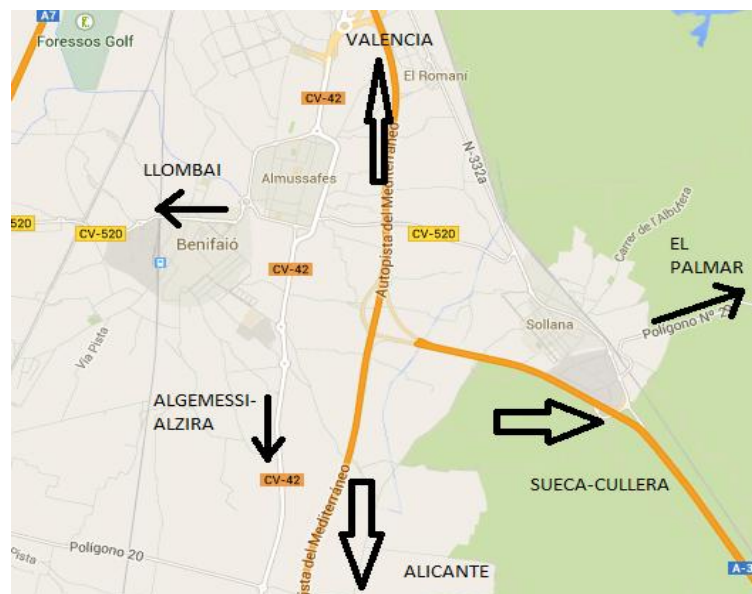 A7
VALENCIA
Foressos Golf
El Romaní
CV-42
N-332a
LLOMBAI
Almussafes
Autopista del Mediterráneo
Carrer de l'Albufera
520
CV-520
CV-520
Benifaió
CV-42
EL
PALMAR
Sollana
Polígono Nº 2
Vía Pista
ALGEMESSI-
ALZIRA
CV-42
ista del Mediterráneo
SUECA-CULLERA
Polígono 20
Pista
ALICANTE
A-3